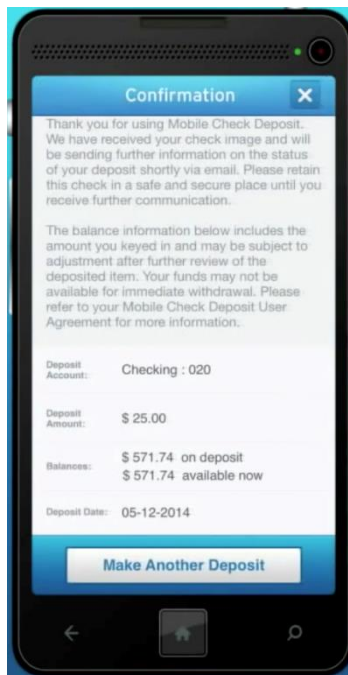 Confirmation
Thank you for using Mobile Check Deposit.
We have received your check image and will
be sending further information on the status
of your deposit shortly via email. Please retain
this check in a safe and secure place until you
receive further communication.
The balance information below includes the
amount you keyed in and may be subject to
adjustment after further review of the
deposited item. Your funds may not be
available for immediate withdrawal. Please
refer to your Mobile Check Deposit User
Agreement for more information.
Deposit
Account:
Checking : 020
Deposit
Amount:
$ 25.00
Balances:
$ 571.74 on deposit
$ 571.74 available now
Deposit Date: 05-12-2014
Make Another Deposit